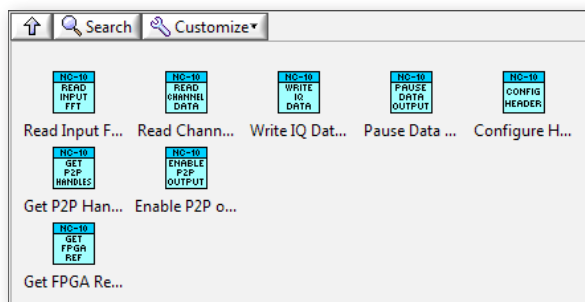 Search Customize
NC-10 NC-10 NC-10 NC-10 NC-10
READ READ WRITE PAUSE CONFIG
INPUT CHANNEL IQ DATA HEADER
FFT DATA DATA OUTPUT
Read Input F... Read Chann... Write IQ Dat... Pause Data ... Configure H...
NC-10 NC-10
GET ENABLE
P2P P2P
HANDLES OUTPUT
Get P2P Han... Enable P2P o...
NC-10
GET
FPGA
REF
Get FPGA Re...